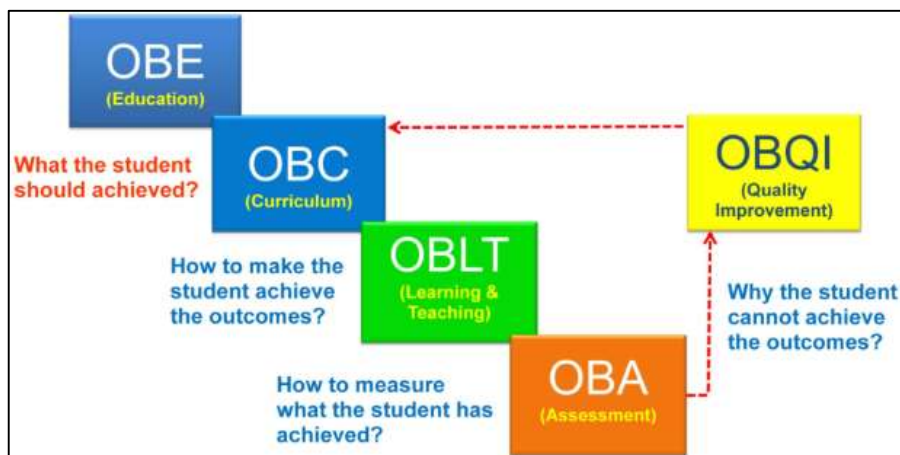 OBE
(Education)
What the student
should achieved?
OBC
(Curriculum)
OBQI
(Quality
Improvement)
How to make the
student achieve
the outcomes?
OBLT
(Learning &
Teaching)
Why the student
cannot achieve
the outcomes?
How to measure
what the student has
achieved?
OBA
(Assessment)